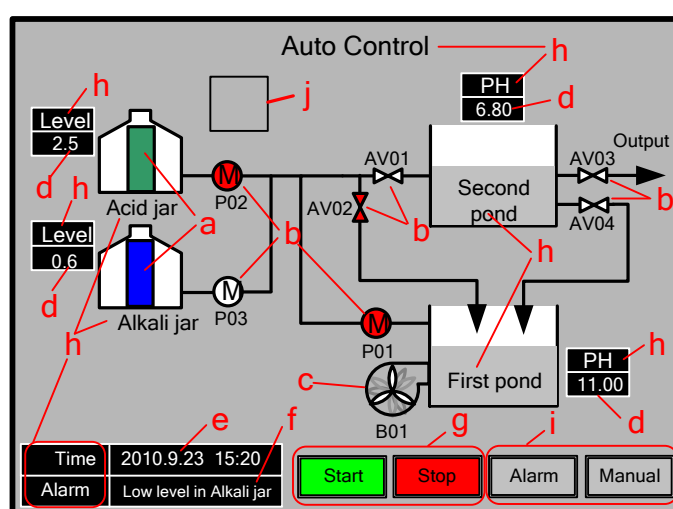 Auto Control
h
h
PH
6.80
d
j
Level
2.5
d
Acid jar
M
P02
AV01
AV02
Second
pond
Output
AV03
AV04
b
b
h
h
Level
0.6
d
a
b
M
P03
Alkali jar
h
M
P01
c
B01
First pond
PH
11.00
h
d
e
f
g
i
Time
2010.9.23 15:20
Alarm
Low level in Alkali jar
Start
Stop
Alarm
Manual